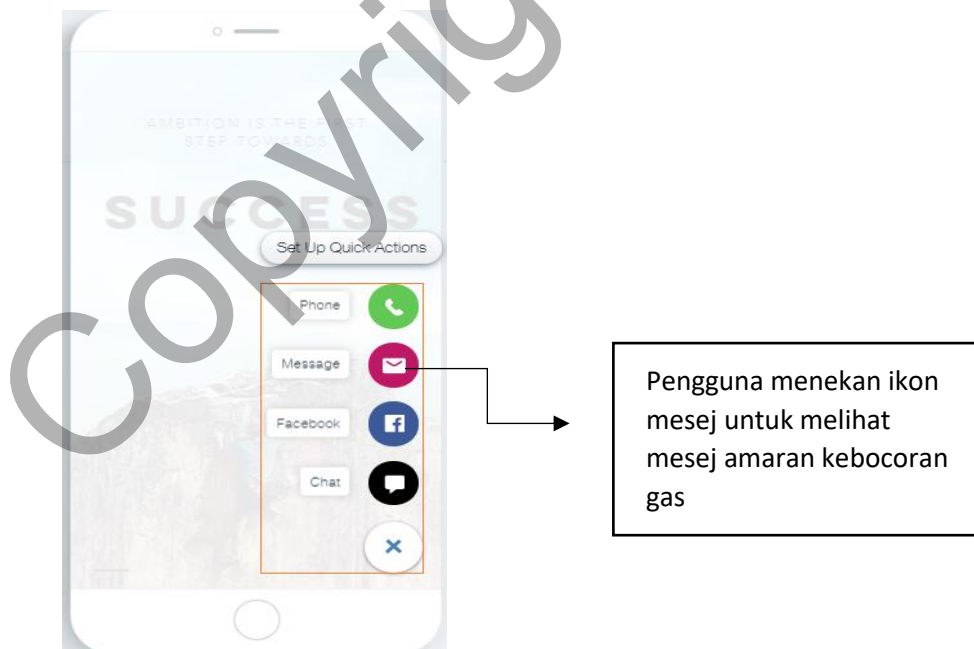 Copyrig
AMBITION IS THE FIRST
STEP TOWARDS
SUCCESS
Set Up Quick Actions
Phone
Message
Facebook
Chat
Pengguna menekan ikon
mesej untuk melihat
mesej amaran kebocoran
gas